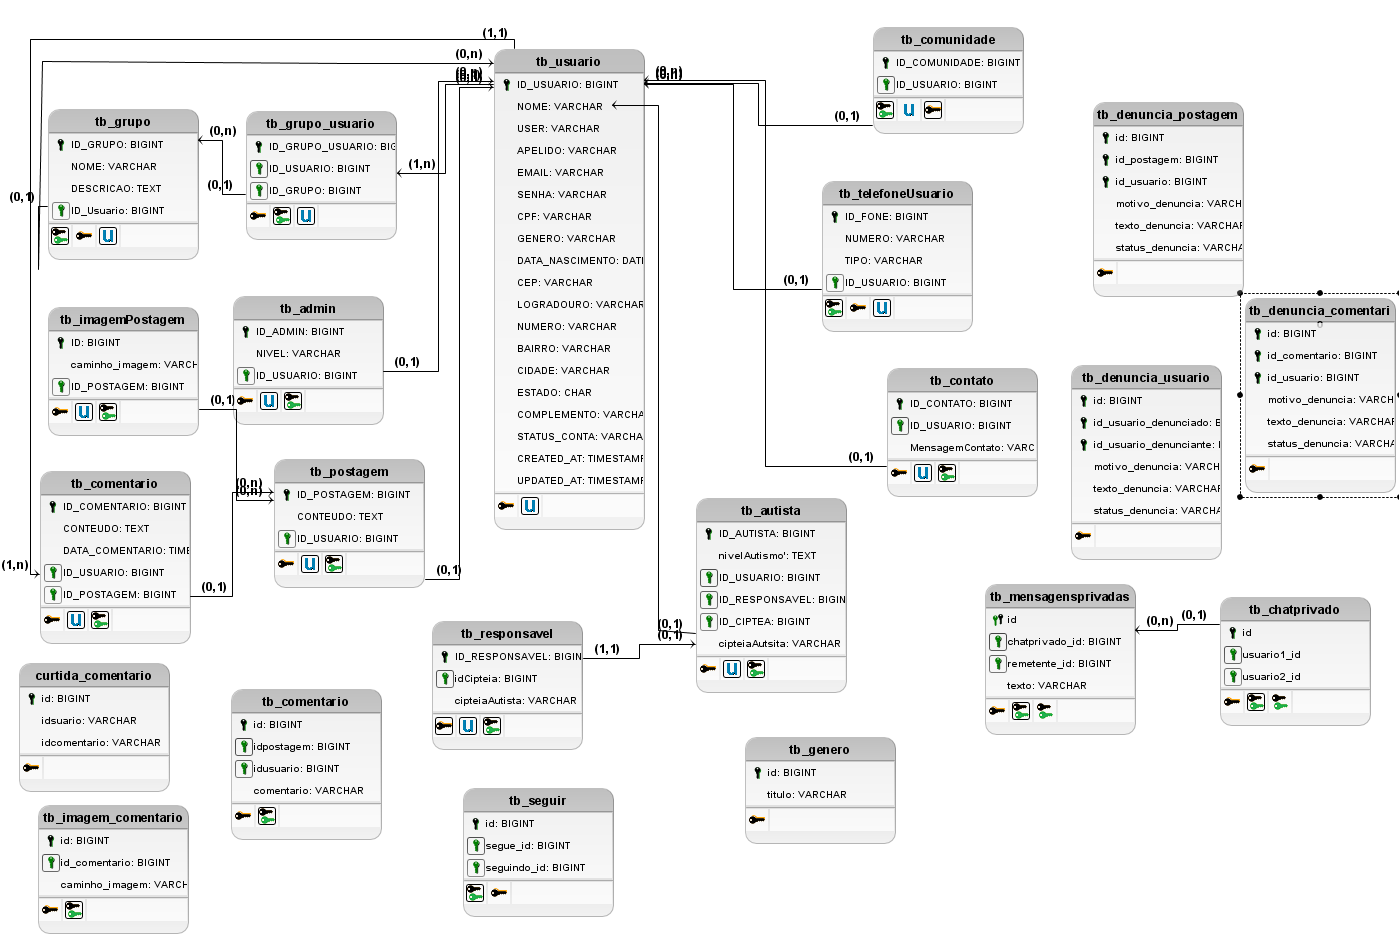 (1,1)
(0,n)
tb_usuario
ID_USUARIO: BIGINT
NOME: VARCHAR
USER: VARCHAR
APELIDO: VARCHAR
EMAIL: VARCHAR
SENHA: VARCHAR
CPF: VARCHAR
GENERO: VARCHAR
DATA_NASCIMENTO: DATI
CEP: VARCHAR
LOGRADOURO: VARCHAR
NUMERO: VARCHAR
BAIRRO: VARCHAR
CIDADE: VARCHAR
ESTADO: CHAR
COMPLEMENTO: VARCHA
STATUS_CONTA: VARCHA
CREATED_AT: TIMESTAMF
UPDATED_AT: TIMESTAMF
U
tb_comunidade
ID_COMUNIDADE: BIGINT
ID_USUARIO: BIGINT
U
(0,1)
tb_grupo
ID_GRUPO: BIGINT
NOME: VARCHAR
DESCRICAO: TEXT
ID_Usuario: BIGINT
U
(0,1)
(0,n)
(0,1)
tb_grupo_usuario
ID_GRUPO_USUARIO: BIG
ID_USUARIO: BIGINT
ID_GRUPO: BIGINT
U
(1,n)
tb_denuncia_postagem
id: BIGINT
id_postagem: BIGINT
id_usuario: BIGINT
motivo_denuncia: VARCH
texto_denuncia: VARCHA
status_denuncia: VARCHA
tb_telefoneUsuario
ID_FONE: BIGINT
NUMERO: VARCHAR
TIPO: VARCHAR
ID_USUARIO: BIGINT
U
(0,1)
tb_imagemPostagem
ID: BIGINT
caminho_imagem: VARCH
ID_POSTAGEM: BIGINT
U
(0,1)
tb_admin
ID_ADMIN: BIGINT
NIVEL: VARCHAR
ID_USUARIO: BIGINT
U
(0,1)
tb_denuncia_comentari
id: BIGINT
id_comentario: BIGINT
id_usuario: BIGINT
motivo_denuncia: VARCH
texto_denuncia: VARCHA
status_denuncia: VARCHA
tb_denuncia_usuario
id: BIGINT
id_usuario_denunciado: E
id_usuario_denunciante: I
motivo_denuncia: VARCH
texto_denuncia: VARCHA
status_denuncia: VARCHA
tb_contato
ID_CONTATO: BIGINT
ID_USUARIO: BIGINT
MensagemContato: VARC
U
(0,1)
tb_comentario
ID_COMENTARIO: BIGINT
CONTEUDO: TEXT
DATA_COMENTARIO: TIME
ID_USUARIO: BIGINT
ID_POSTAGEM: BIGINT
U
(1,n)
(0,1)
(0,n)
(0,n)
tb_postagem
ID_POSTAGEM: BIGINT
CONTEUDO: TEXT
ID_USUARIO: BIGINT
U
(0,1)
tb_autista
ID_AUTISTA: BIGINT
nivelAutismo': TEXT
ID_USUARIO: BIGINT
ID_RESPONSAVEL: BIGIN
ID_CIPTEA: BIGINT
cipteiaAutsita: VARCHAR
U
(0,1)
(0,1)
tb_responsavel
ID_RESPONSAVEL: BIGIN
idCipteia: BIGINT
cipteiaAutista: VARCHAR
U
(1,1)
tb_mensagensprivadas
id
chatprivado_id: BIGINT
remetente_id: BIGINT
texto: VARCHAR
(0,n)
(0,1)
tb_chatprivado
id
usuario1_id
usuario2_id
curtida_comentario
id: BIGINT
idsuario: VARCHAR
idcomentario: VARCHAR
tb_comentario
id: BIGINT
idpostagem: BIGINT
idusuario: BIGINT
comentario: VARCHAR
tb_genero
id: BIGINT
titulo: VARCHAR
tb_seguir
id: BIGINT
segue_id: BIGINT
seguindo_id: BIGINT
tb_imagem_comentario
id: BIGINT
id_comentario: BIGINT
caminho_imagem: VARCH